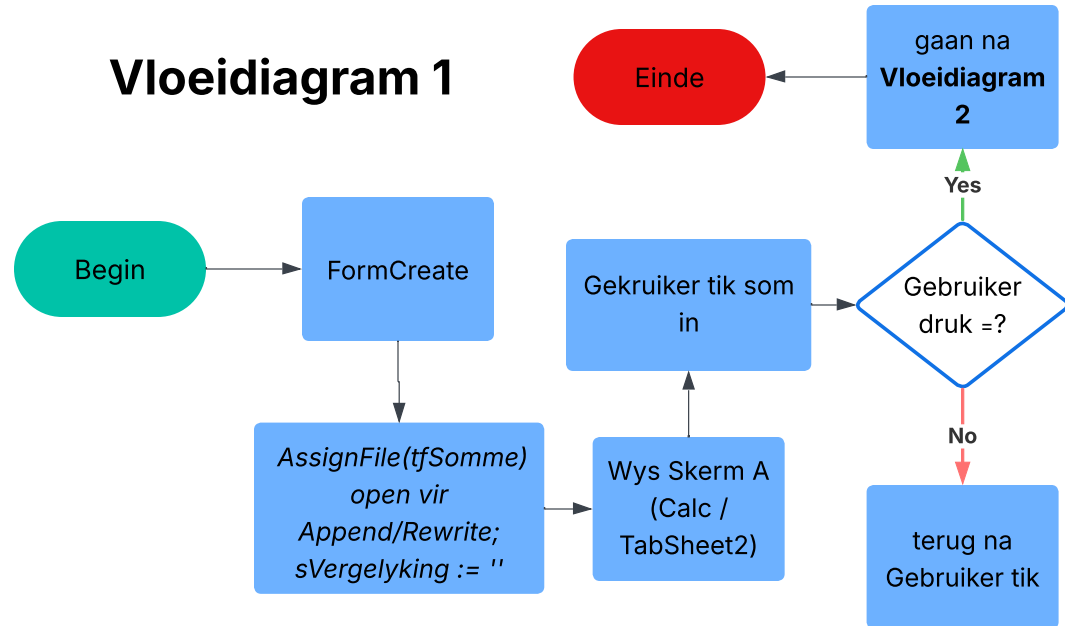 Vloeidiagram 1
Begin
FormCreate
AssignFile(tfSomme)
open vir
Append/Rewrite;
sVergelyking := ''
Wys Skerm A
(Calc /
TabSheet2)
Gekruiker tik som
in
Gebruiker
druk =?
Yes
gaan na
Vloeidiagram
2
Einde
No
terug na
Gebruiker tik